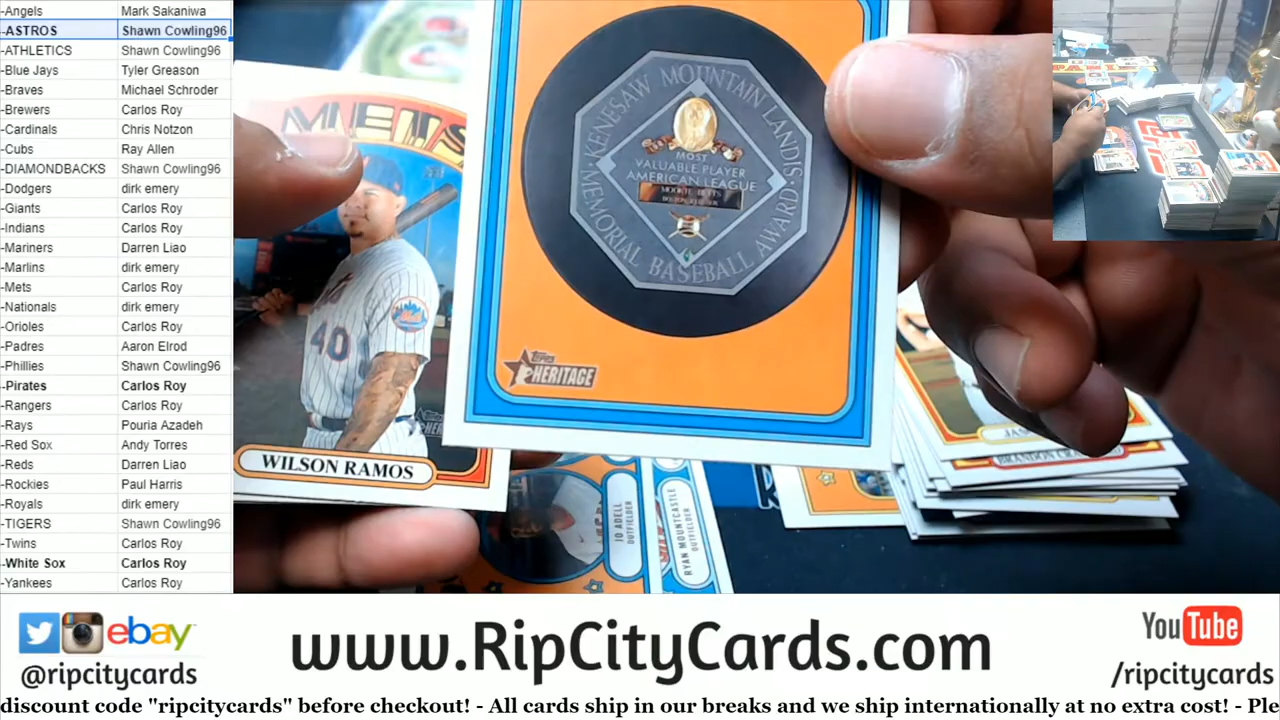 -Angels Mark Sakaniwa
-ASTROS Shawn Cowling96
-ATHLETICS Shawn Cowling96
-Blue Jays Tyler Greason
-Braves Michael Schroder
-Brewers Carlos Roy
-Cardinals Chris Notzon
-Cubs Ray Allen
-DIAMONDBACKS Shawn Cowling96
-Dodgers dirk emery
-Giants Carlos Roy
-Indians Carlos Roy
-Mariners Darren Liao
-Marlins dirk emery
-Mets Carlos Roy
-Nationals dirk emery
-Orioles Carlos Roy
-Padres Aaron Elrod
-Phillies Shawn Cowling96
-Pirates Carlos Roy
-Rangers Carlos Roy
-Rays Pouria Azadeh
-Red Sox Andy Torres
-Reds Darren Liao
-Rockies Paul Harris
-Royals dirk emery
-TIGERS Shawn Cowling96
-Twins Carlos Roy
-White Sox Carlos Roy
-Yankees Carlos Roy
METS
40
Mets
WILSON RAMOS
KENESAW MOUNTAIN LANDIS
MEMORIAL BASEBALL AWARD
MOST
VALUABLE PLAYER
AMERICAN LEAGUE
MOOKIE BETTS
Topps
HERITAGE
JO ADELL
OUTFIELDER
RYAN MOUNTCASTLE
OUTFIELDER
BRANDON
ebay
@ripcitycards
www.RipCityCards.com
YouTube
/ripcitycards
discount code "ripcitycards" before checkout! - All cards ship in our breaks and we ship internationally at no extra cost! - Ple